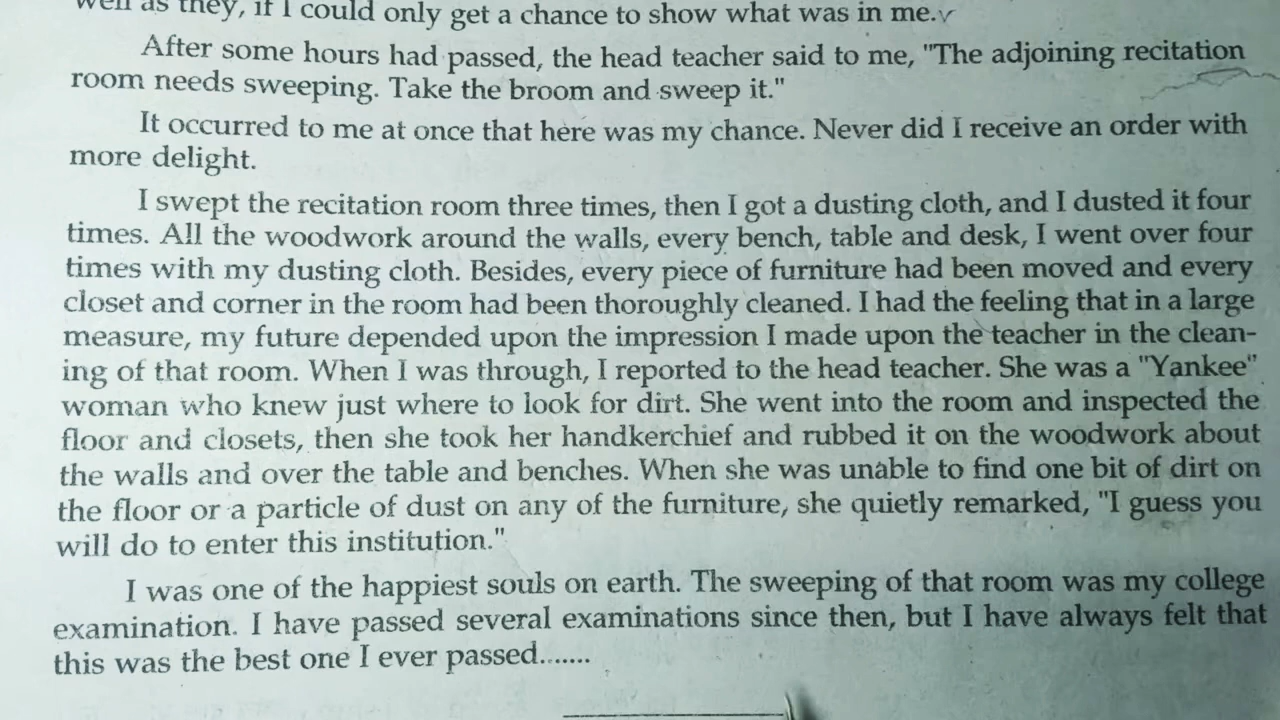 well as they, if I could only get a chance to show what was in me.
After some hours had passed, the head teacher said to me, "The adjoining recitation
room needs sweeping. Take the broom and sweep it."
It occurred to me at once that here was my chance. Never did I receive an order with
more delight.
I swept the recitation room three times, then I got a dusting cloth, and I dusted it four
times. All the woodwork around the walls, every bench, table and desk, I went over four
times with my dusting cloth. Besides, every piece of furniture had been moved and every
closet and corner in the room had been thoroughly cleaned. I had the feeling that in a large
measure, my future depended upon the impression I made upon the teacher in the clean-
ing of that room. When I was through, I reported to the head teacher. She was a "Yankee"
woman who knew just where to look for dirt. She went into the room and inspected the
floor and closets, then she took her handkerchief and rubbed it on the woodwork about
the walls and over the table and benches. When she was unable to find one bit of dirt on
the floor or a particle of dust on any of the furniture, she quietly remarked, "I guess you
will do to enter this institution."
I was one of the happiest souls on earth. The sweeping of that room was my college
examination. I have passed several examinations since then, but I have always felt that
this was the best one I ever passed.......